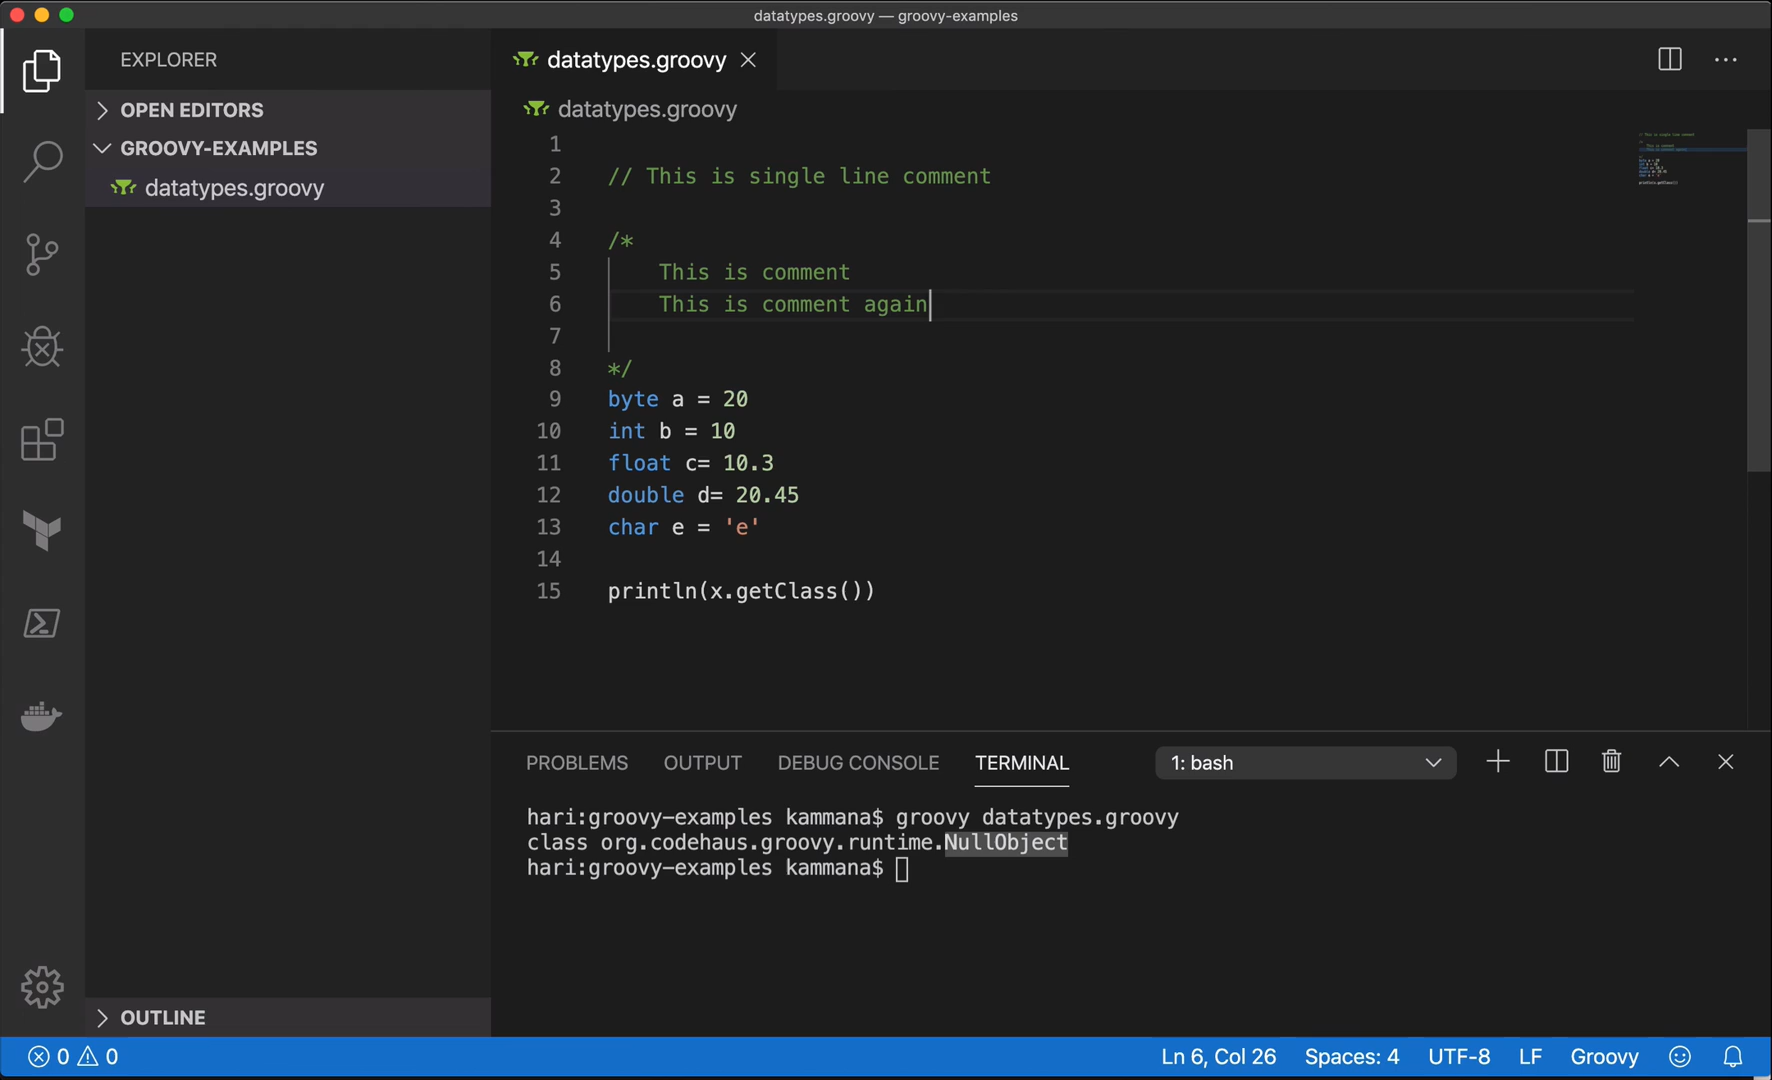 datatypes.groovy — groovy-examples
EXPLORER
OPEN EDITORS
GROOVY-EXAMPLES
datatypes.groovy
OUTLINE
datatypes.groovy
datatypes.groovy
1
2 // This is single line comment
3
4 /*
5 This is comment
6 This is comment again
7
8 */
9 byte a = 20
10 int b = 10
11 float c= 10.3
12 double d= 20.45
13 char e = 'e'
14
15 println(x.getClass())
PROBLEMS OUTPUT DEBUG CONSOLE TERMINAL 1: bash
hari:groovy-examples kammana$ groovy datatypes.groovy
class org.codehaus.groovy.runtime.NullObject
hari:groovy-examples kammana$
0 0 Ln 6, Col 26 Spaces: 4 UTF-8 LF Groovy